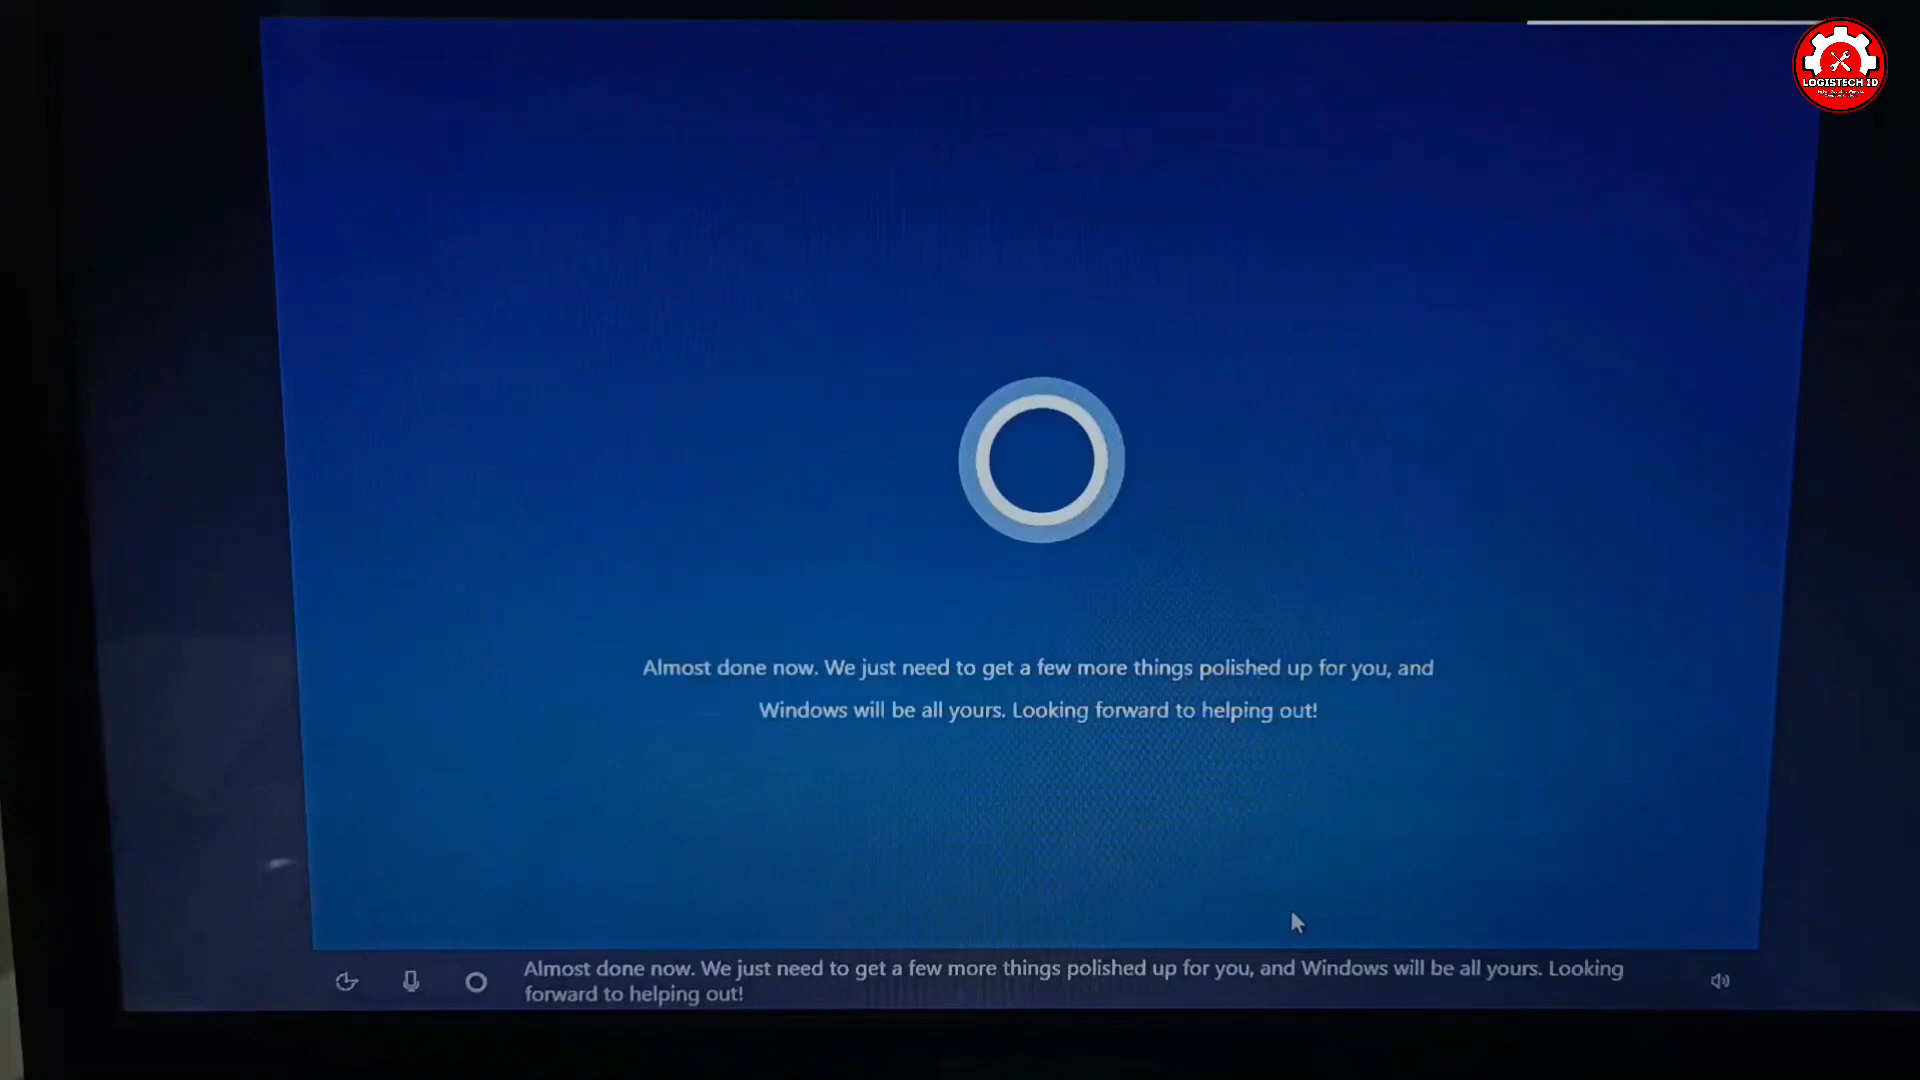 LOGISTECH ID
Almost done now. We just need to get a few more things polished up for you, and
Windows will be all yours. Looking forward to helping out!
Almost done now. We just need to get a few more things polished up for you, and Windows will be all yours. Looking
forward to helping out!